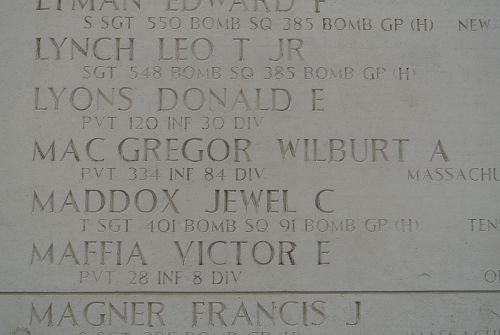 LYMAN EDWARD F
S SGT 550 BOMB SQ 385 BOMB GP (H) NEW
LYNCH LEO T JR
SGT 548 BOMB SQ 385 BOMB GP (H)
LYONS DONALD E
PVT 120 INF 30 DIV
MAC GREGOR WILBURT A
PVT 334 INF 84 DIV MASSACHU
MADDOX JEWEL C
T SGT 401 BOMB SQ 91 BOMB GP (H) TEN
MAFFIA VICTOR E
PVT 28 INF 8 DIV
MAGNER FRANCIS J